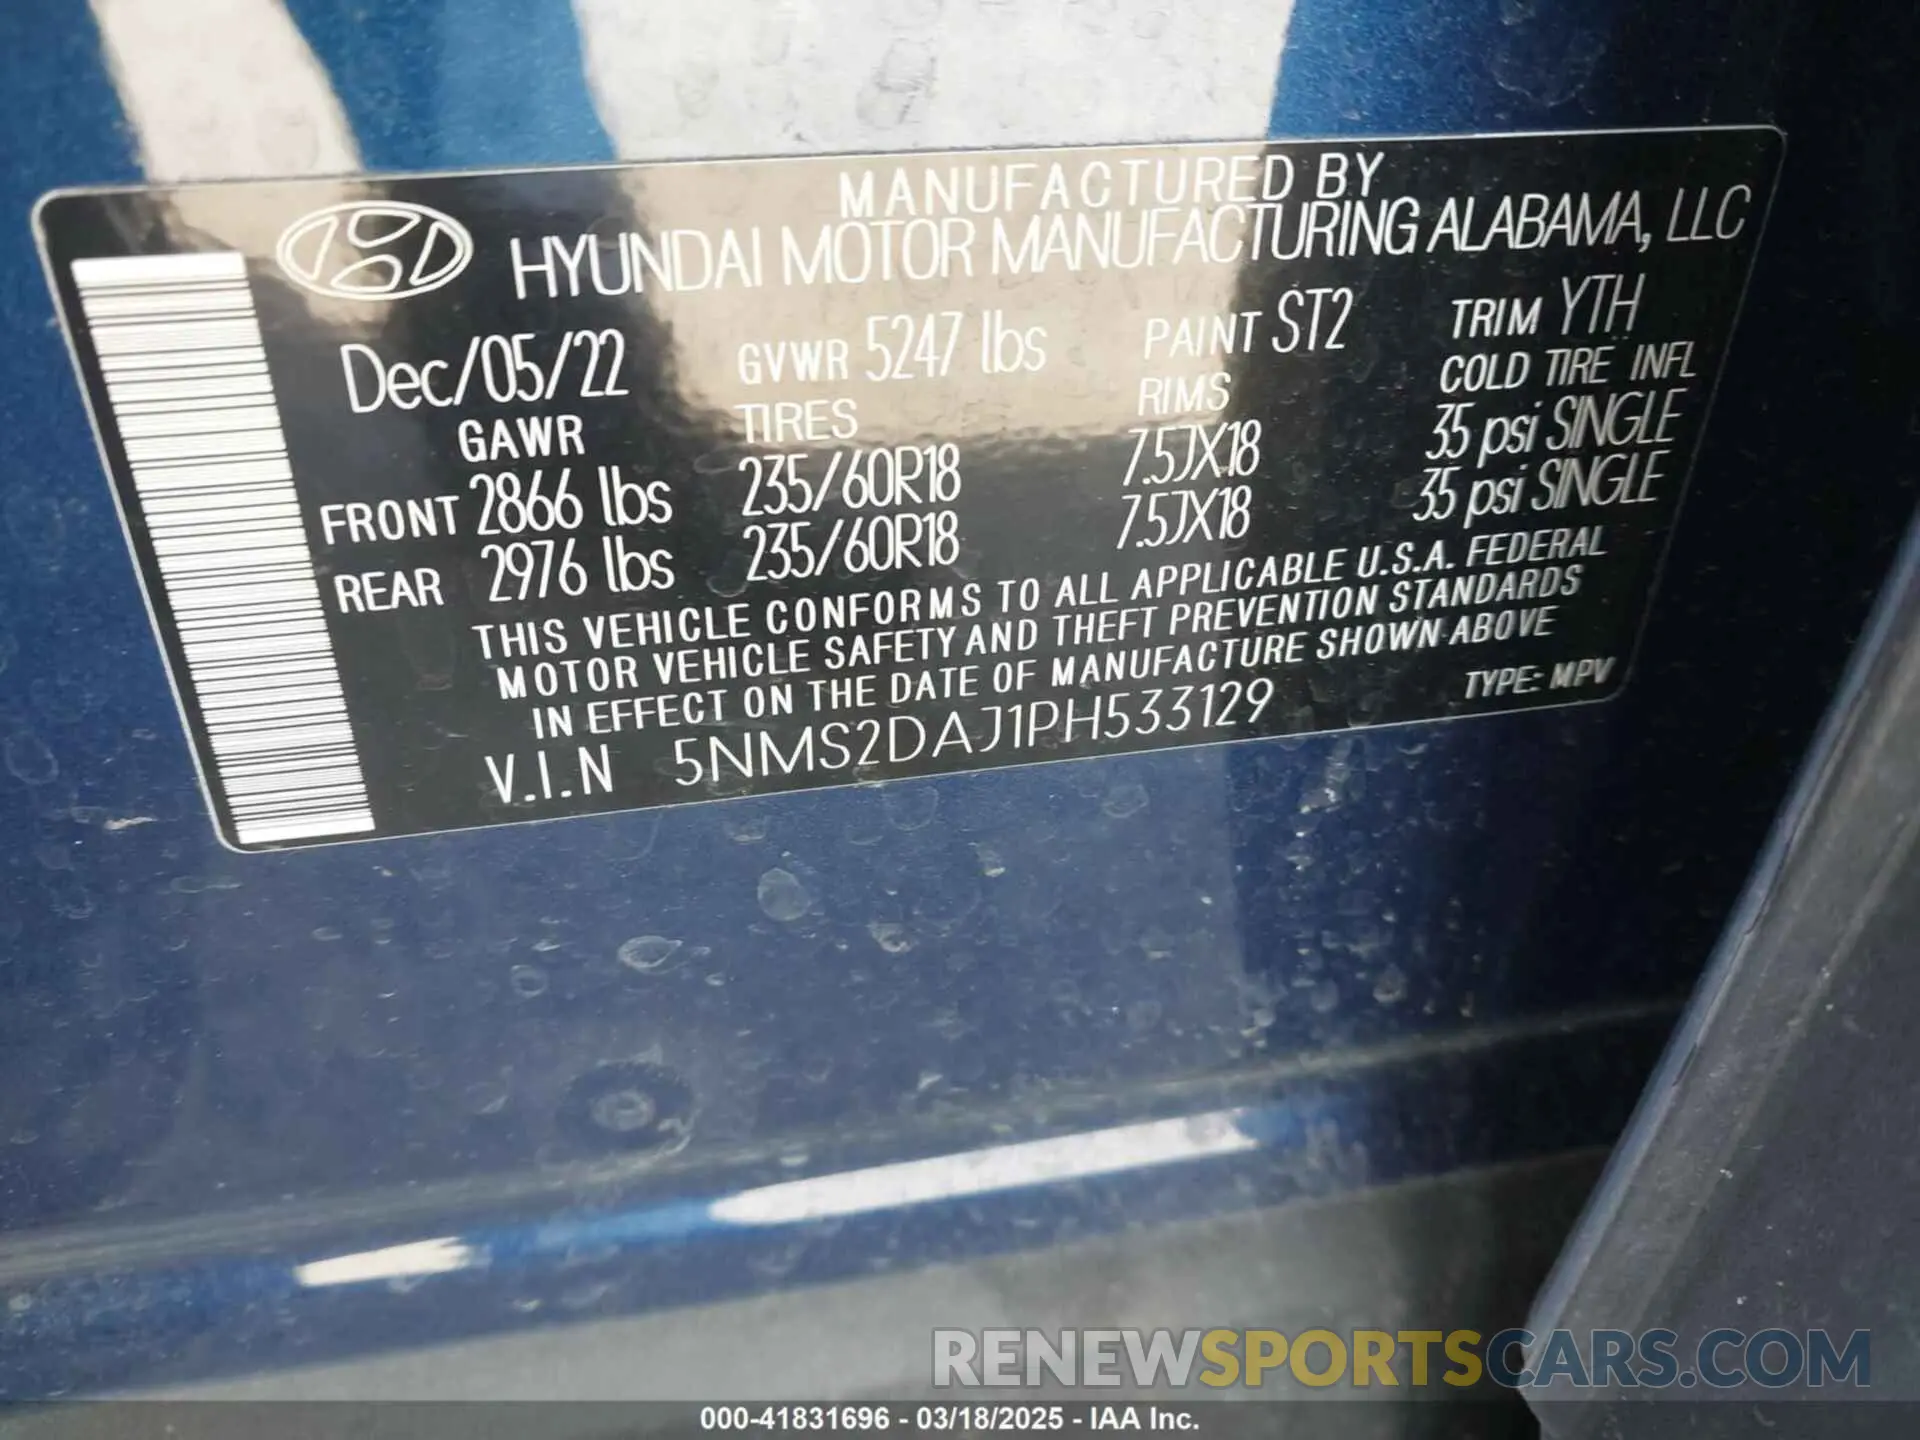 MANUFACTURED BY
HYUNDAI MOTOR MANUFACTURING ALABAMA, LLC
Dec/05/22 GVWR 5247 lbs PAINT ST2 TRIM YTH
GAWR TIRES RIMS COLD TIRE INFL
FRONT 2866 lbs 235/60R18 7.5JX18 35 psi SINGLE
REAR 2976 lbs 235/60R18 7.5JX18 35 psi SINGLE
THIS VEHICLE CONFORMS TO ALL APPLICABLE U.S.A. FEDERAL
MOTOR VEHICLE SAFETY AND THEFT PREVENTION STANDARDS
IN EFFECT ON THE DATE OF MANUFACTURE SHOWN ABOVE
V.I.N 5NMS2DAJ1PH533129 TYPE: MPV
RENEWSPORTSCARS.COM
000-41831696 - 03/18/2025 - IAA Inc.